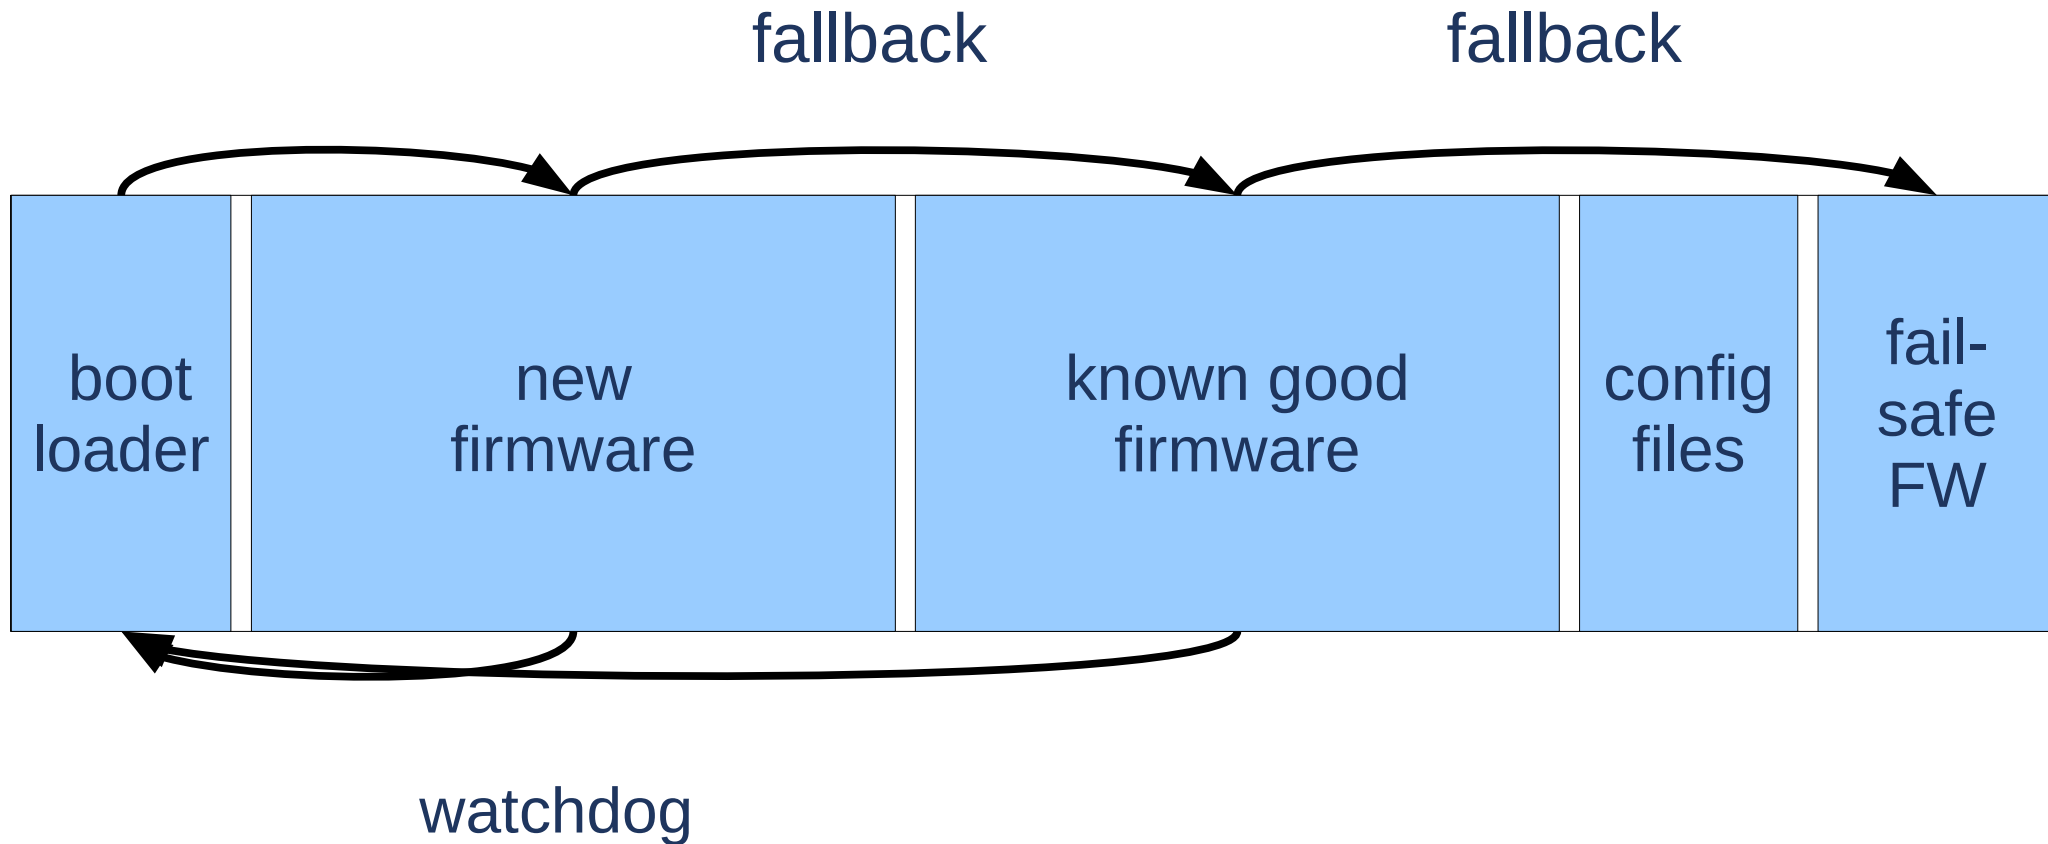 fallback
fallback
boot
loader
new
firmware
known good
firmware
config
files
fail-
safe
FW
watchdog